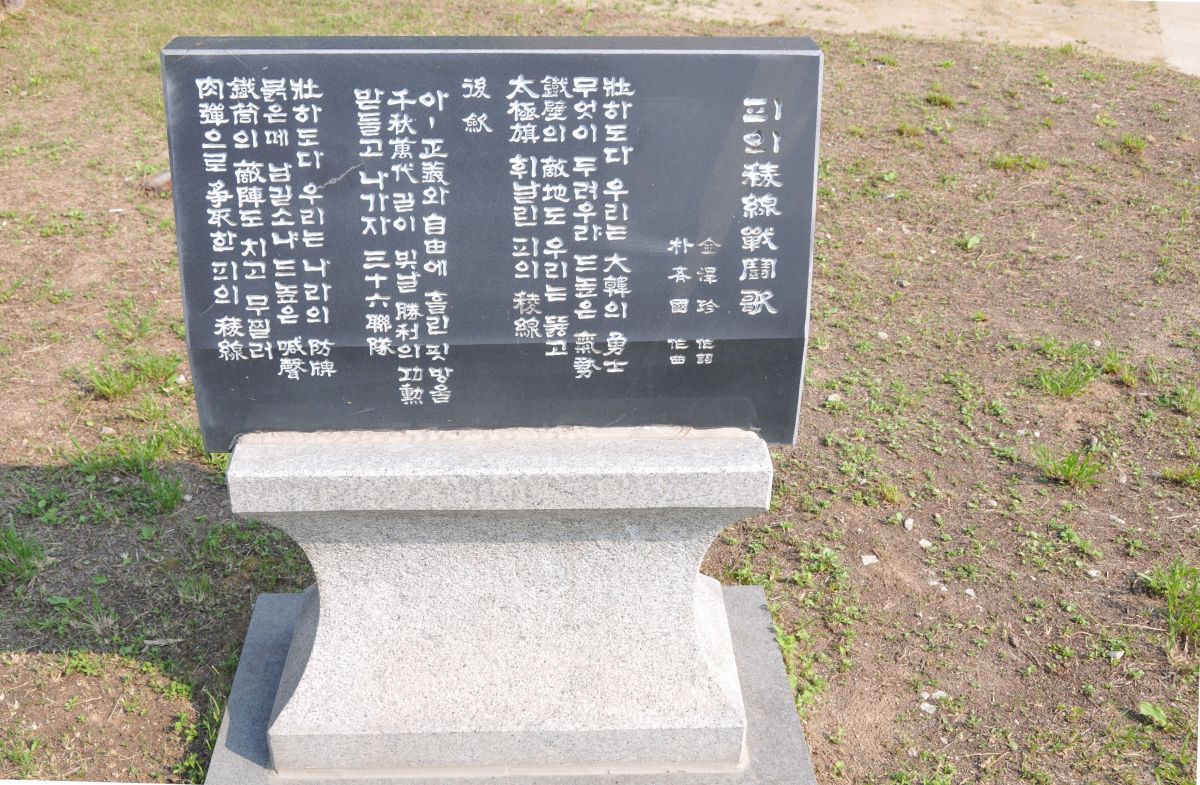 피의 稜線 戰鬪歌
金澤珍 作詞
朴春國 作曲
壯하도다 우리는 大韓의 勇士
무엇이 두려우랴 드높은 氣勢
鐵壁의 敵地도 우리는 뚫고
太極旗 휘날린 피의 稜線
後斂
아- 正義와 自由에 흘린 핏방울
千秋萬代 길이 빛날 勝利의 功勲
받들고 나가자 三十六聯隊
壯하도다 우리는 나라의 防牌
붉은메 남길소냐 드높은 喊聲
鐵筒의 敵陣도 치고 무찔러
肉彈으로 爭取한 피의 稜線